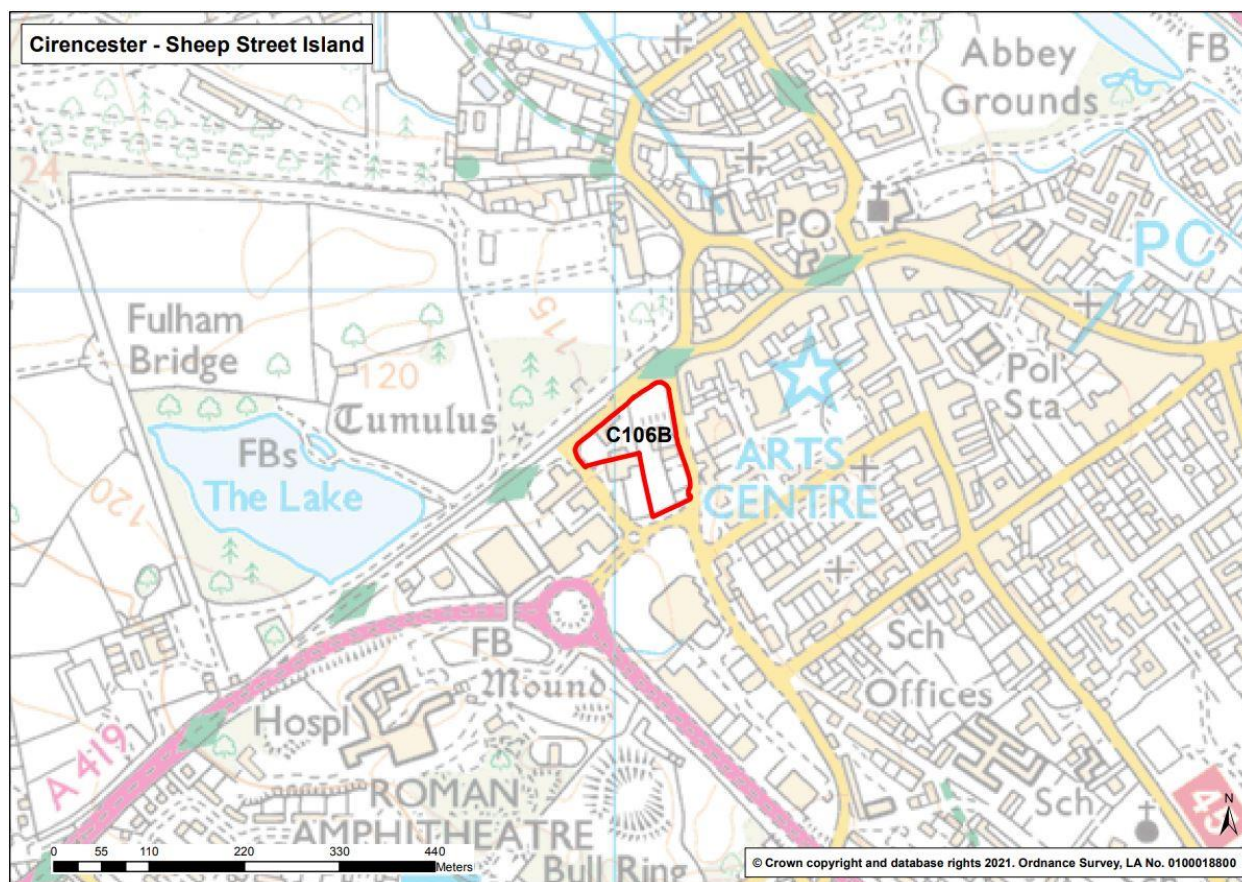 Cirencester - Sheep Street Island
Abbey
Grounds
FB
24
PO
PC
Fulham
Bridge
115
120
Tumulus
Pol
Sta
C106B
FBs
The Lake
120
ARTS
CENTRE
FB
Sch
Offices
Mound
Hospl
A 419
ROMAN
AMPHITHEATRE
Bull Ring
Sch
45
N
0 55 110 220 330 440
Meters
© Crown copyright and database rights 2021. Ordnance Survey, LA No. 0100018800